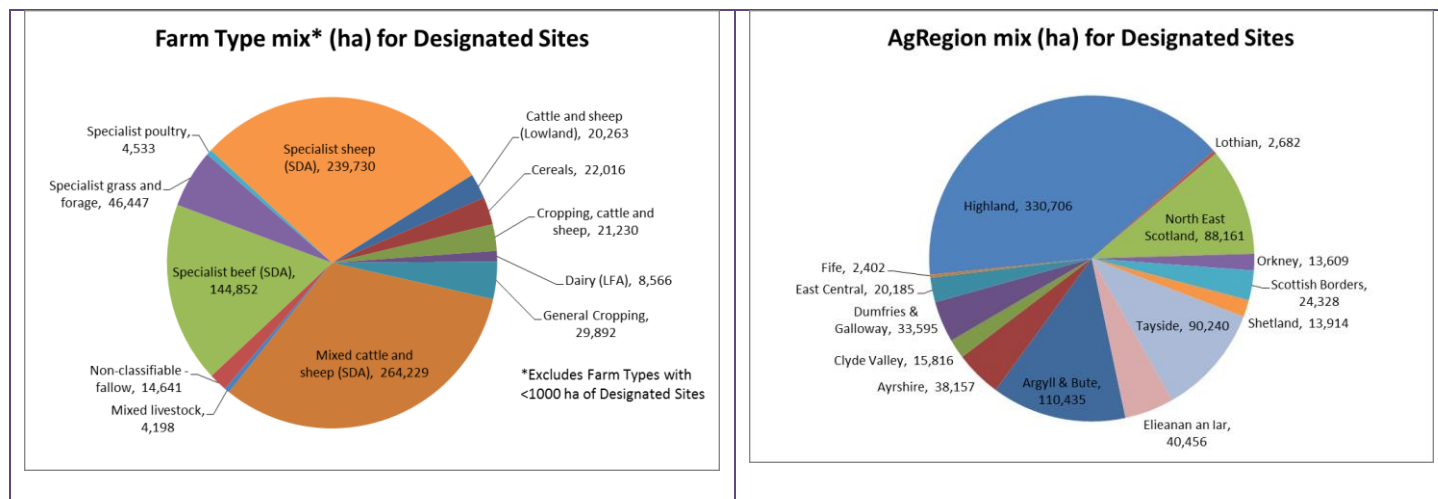 Farm Type mix* (ha) for Designated Sites
Specialist poultry,
4,533
Specialist grass and
forage, 46,447
Specialist beef (SDA),
144,852
Non-classifiable -
fallow, 14,641
Mixed livestock,
4,198
Specialist sheep
(SDA), 239,730
Cattle and sheep
(Lowland), 20,263
Cereals, 22,016
Cropping, cattle and
sheep, 21,230
Dairy (LFA), 8,566
General Cropping,
29,892
Mixed cattle and
sheep (SDA), 264,229
*Excludes Farm Types with
<1000 ha of Designated Sites
AgRegion mix (ha) for Designated Sites
Highland, 330,706
Lothian, 2,682
North East
Scotland, 88,161
Orkney, 13,609
Scottish Borders,
24,328
Shetland, 13,914
Tayside, 90,240
Elieanan an Iar,
40,456
Argyll & Bute,
110,435
Ayrshire, 38,157
Clyde Valley, 15,816
Dumfries &
Galloway, 33,595
East Central, 20,185
Fife, 2,402